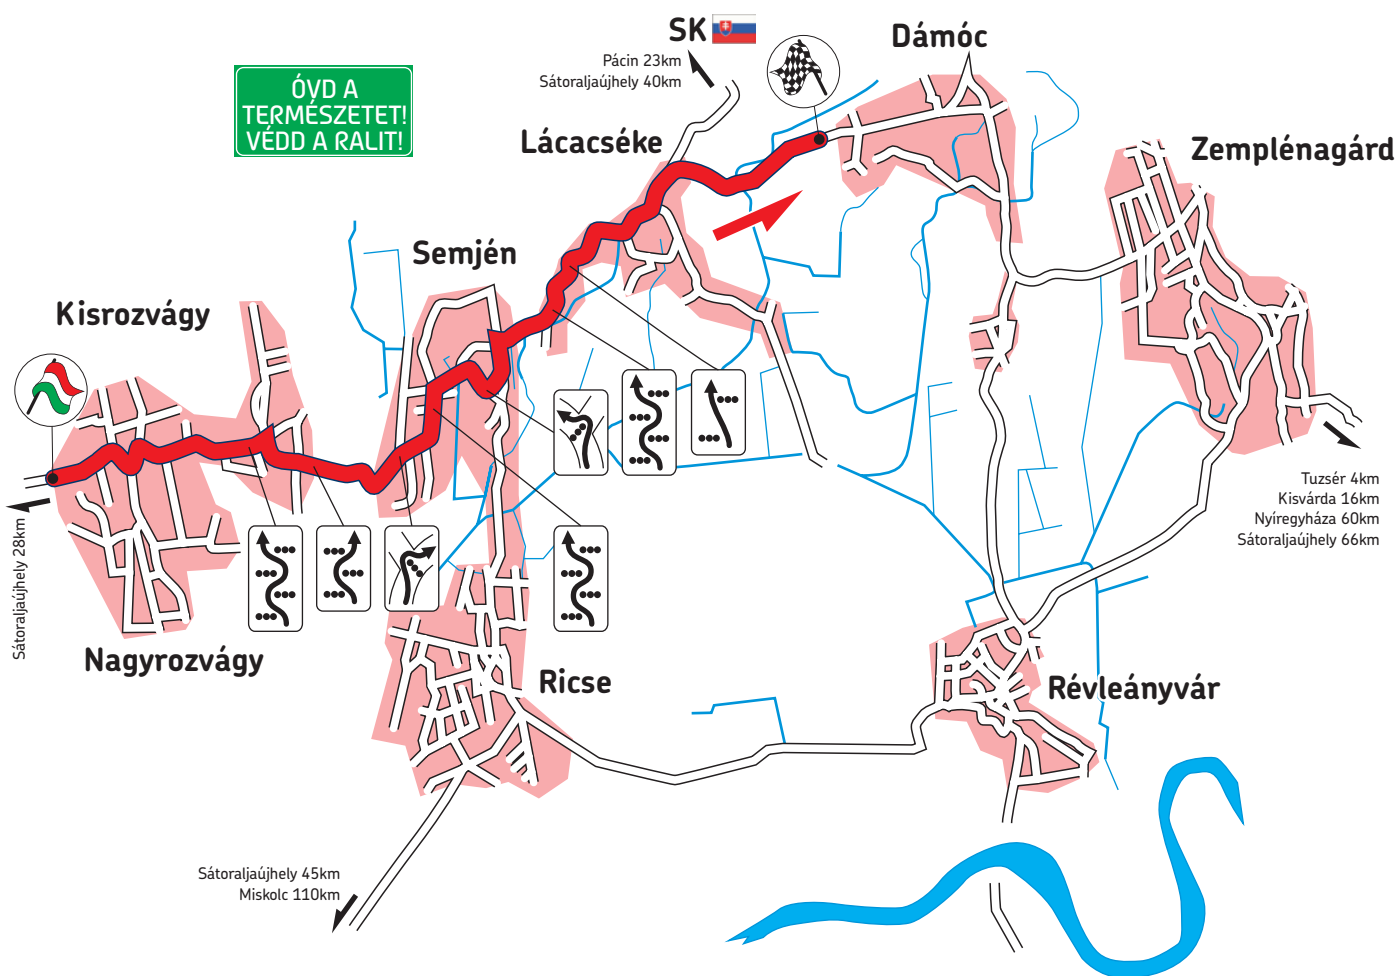 SK
Dámóc
Pácin 23km
Sátoraljaújhely 40km
ÓVD A
TERMÉSZETET!
VÉDD A RALIT!
Lácacséke
Zemplénagárd
Semjén
Kisrozvágy
Tuzsér 4km
Kisvárda 16km
Nyíregyháza 60km
Sátoraljaújhely 66km
Sátoraljaújhely 28km
Nagyrozvágy
Ricse
Révleányvár
Sátoraljaújhely 45km
Miskolc 110km